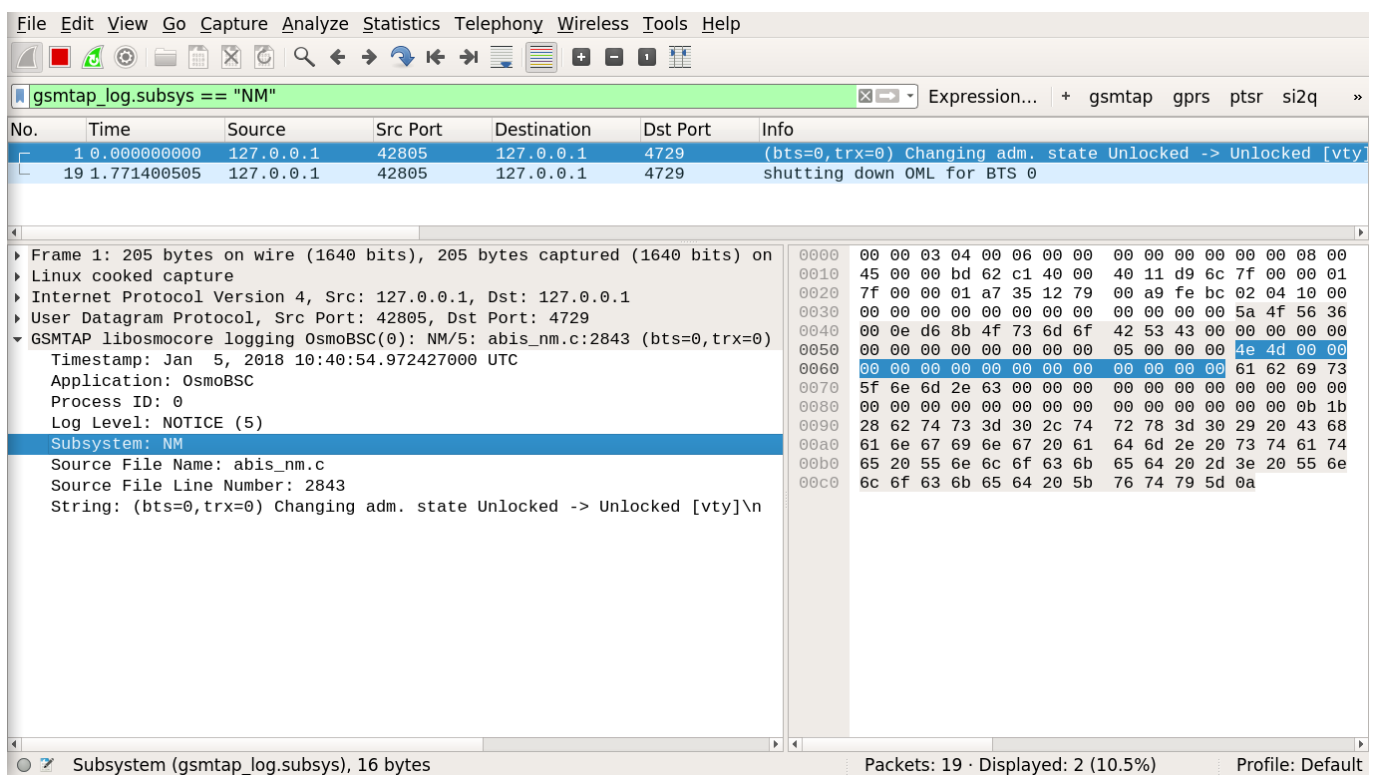 File Edit View Go Capture Analyze Statistics Telephony Wireless Tools Help
gsmtap_log.subsys == "NM" Expression... + gsmtap gprs ptsr si2q »
No. Time Source Src Port Destination Dst Port Info
1 0.000000000 127.0.0.1 42805 127.0.0.1 4729 (bts=0,trx=0) Changing adm. state Unlocked -> Unlocked [vty]
19 1.771400505 127.0.0.1 42805 127.0.0.1 4729 shutting down OML for BTS 0
Frame 1: 205 bytes on wire (1640 bits), 205 bytes captured (1640 bits) on
Linux cooked capture
Internet Protocol Version 4, Src: 127.0.0.1, Dst: 127.0.0.1
User Datagram Protocol, Src Port: 42805, Dst Port: 4729
GSMTAP libosmocore logging OsmoBSC(0): NM/5: abis_nm.c:2843 (bts=0,trx=0)
Timestamp: Jan 5, 2018 10:40:54.972427000 UTC
Application: OsmoBSC
Process ID: 0
Log Level: NOTICE (5)
Subsystem: NM
Source File Name: abis_nm.c
Source File Line Number: 2843
String: (bts=0,trx=0) Changing adm. state Unlocked -> Unlocked [vty]\n
0000 00 00 03 04 00 06 00 00 00 00 00 00 00 00 08 00
0010 45 00 00 bd 62 c1 40 00 40 11 d9 6c 7f 00 00 01
0020 7f 00 00 01 a7 35 12 79 00 a9 fe bc 02 04 10 00
0030 00 00 00 00 00 00 00 00 00 00 00 00 5a 4f 56 36
0040 00 0e d6 8b 4f 73 6d 6f 42 53 43 00 00 00 00 00
0050 00 00 00 00 00 00 00 00 05 00 00 00 4e 4d 00 00
0060 00 00 00 00 00 00 00 00 00 00 00 00 61 62 69 73
0070 5f 6e 6d 2e 63 00 00 00 00 00 00 00 00 00 00 00
0080 00 00 00 00 00 00 00 00 00 00 00 00 00 00 0b 1b
0090 28 62 74 73 3d 30 2c 74 72 78 3d 30 29 20 43 68
00a0 61 6e 67 69 6e 67 20 61 64 6d 2e 20 73 74 61 74
00b0 65 20 55 6e 6c 6f 63 6b 65 64 20 2d 3e 20 55 6e
00c0 6c 6f 63 6b 65 64 20 5b 76 74 79 5d 0a
Subsystem (gsmtap_log.subsys), 16 bytes Packets: 19 · Displayed: 2 (10.5%) Profile: Default